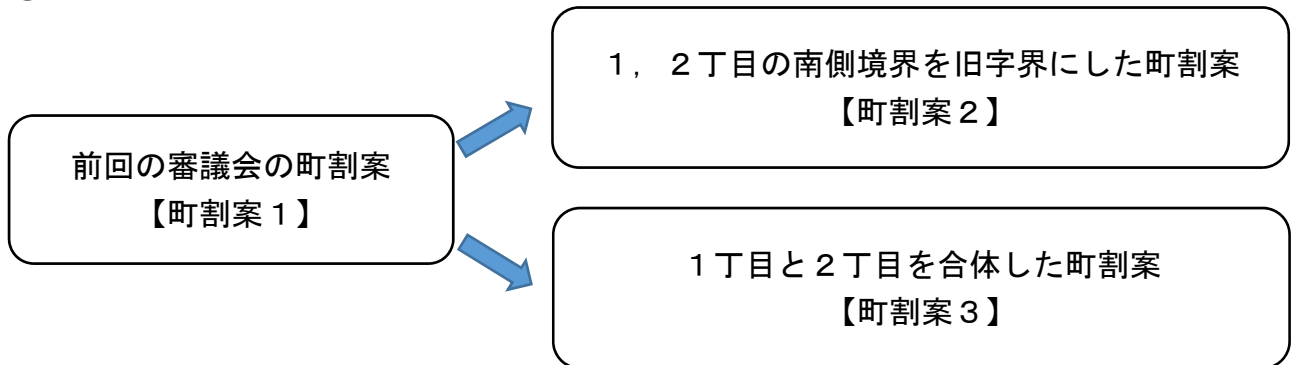 １，２丁目の南側境界を旧字界にした町割案
【町割案２】
前回の審議会の町割案
【町割案１】
１丁目と２丁目を合体した町割案
【町割案３】